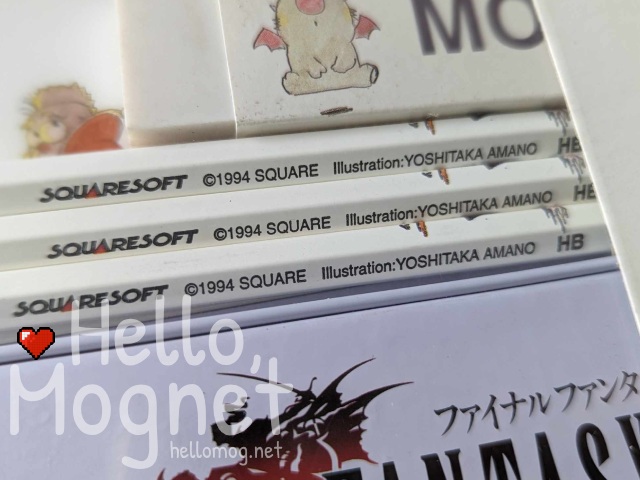 MO
SQUARESOFT ©1994 SQUARE Illustration:YOSHITAKA AMANO HB
SQUARESOFT ©1994 SQUARE Illustration:YOSHITAKA AMANO HB
SQUARESOFT ©1994 SQUARE Illustration:YOSHITAKA AMANO HB
Hello,
Mognet
hellomog.net
ファイナルファンタ
FANTAS